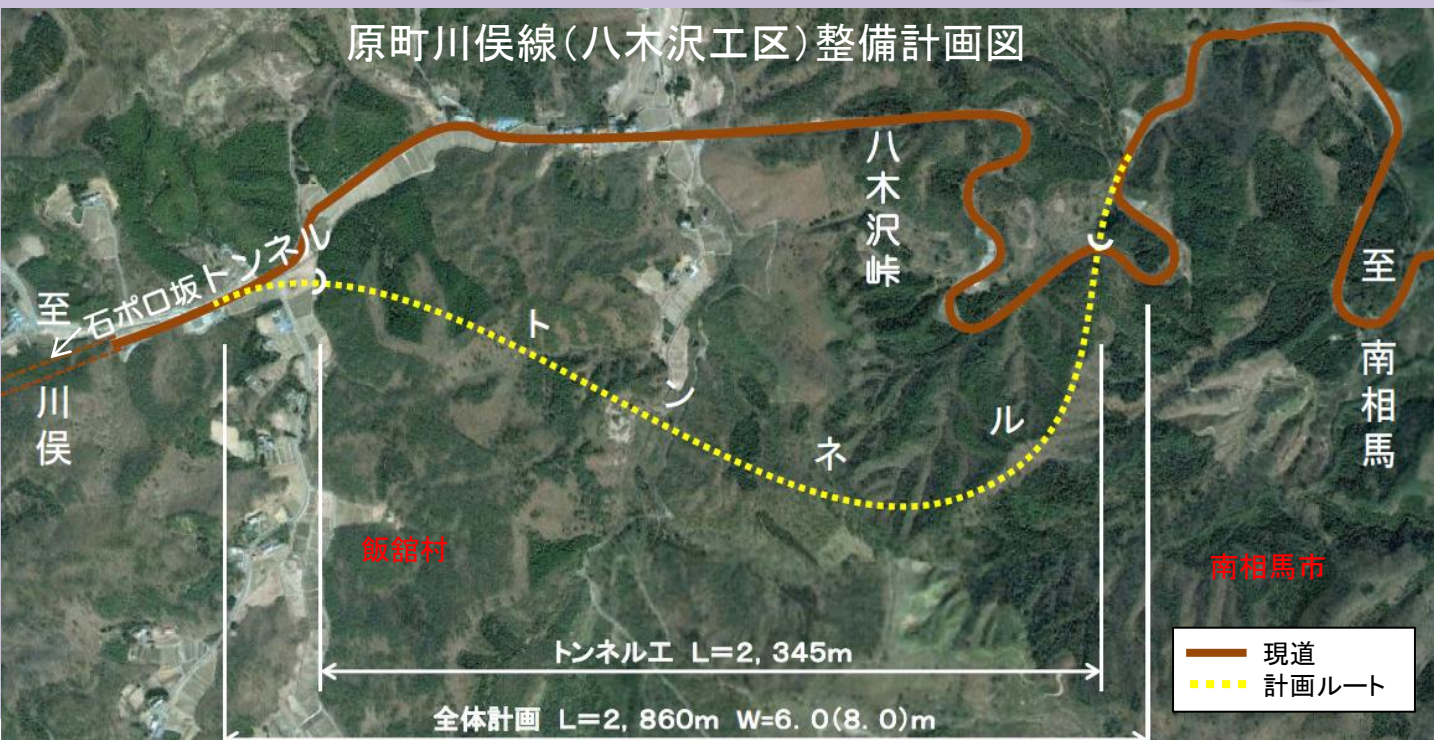 原町川俣線(八木沢工区)整備計画図
八木沢峠
石ポロ坂トンネル
至
川俣
トンネル
至
南相馬
飯舘村
南相馬市
トンネル工 L=2,345m
全体計画 L=2,860m W=6.0(8.0)m
現道
計画ルート